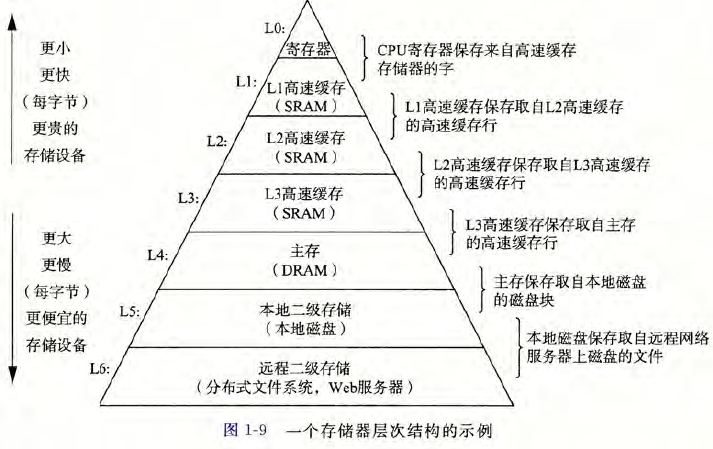 更小
更快
（每字节）
更贵的
存储设备
更大
更慢
（每字节）
更便宜的
存储设备
L0:
寄存器
CPU寄存器保存来自高速缓存
存储器的字
L1:
L1高速缓存
（SRAM）
L1高速缓存保存取自L2高速缓存
的高速缓存行
L2:
L2高速缓存
（SRAM）
L2高速缓存保存取自L3高速缓存
的高速缓存行
L3:
L3高速缓存
（SRAM）
L3高速缓存保存取自主存
的高速缓存行
L4:
主存
（DRAM）
主存保存取自本地磁盘
的磁盘块
L5:
本地二级存储
（本地磁盘）
本地磁盘保存取自远程网络
服务器上磁盘的文件
L6:
远程二级存储
（分布式文件系统，Web服务器）
图 1-9 一个存储器层次结构的示例